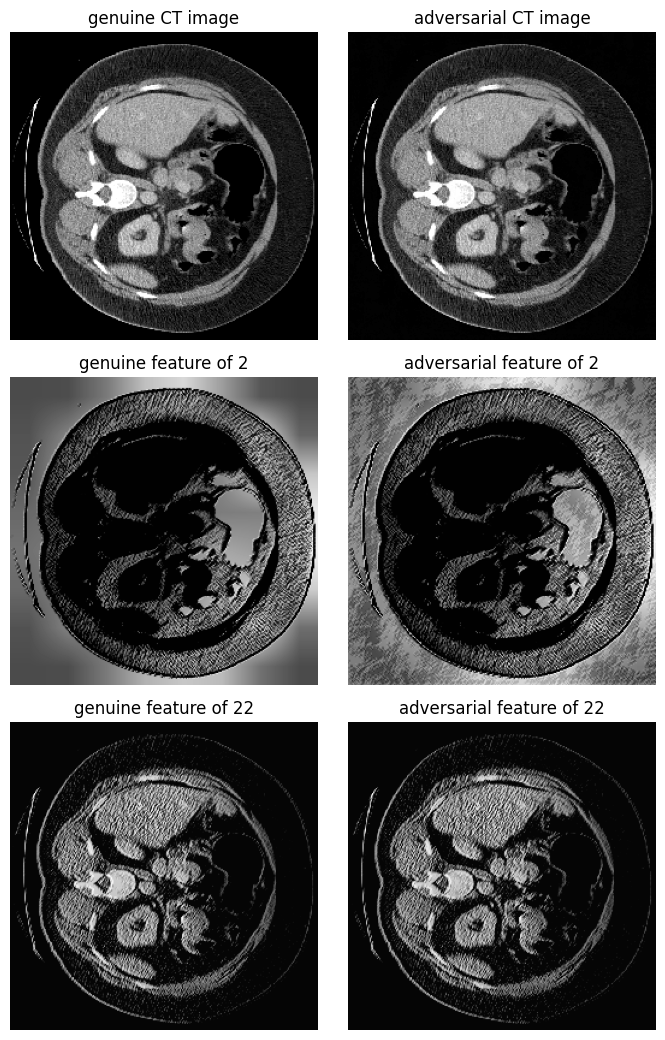 genuine CT image
adversarial CT image
genuine feature of 2
adversarial feature of 2
genuine feature of 22
adversarial feature of 22